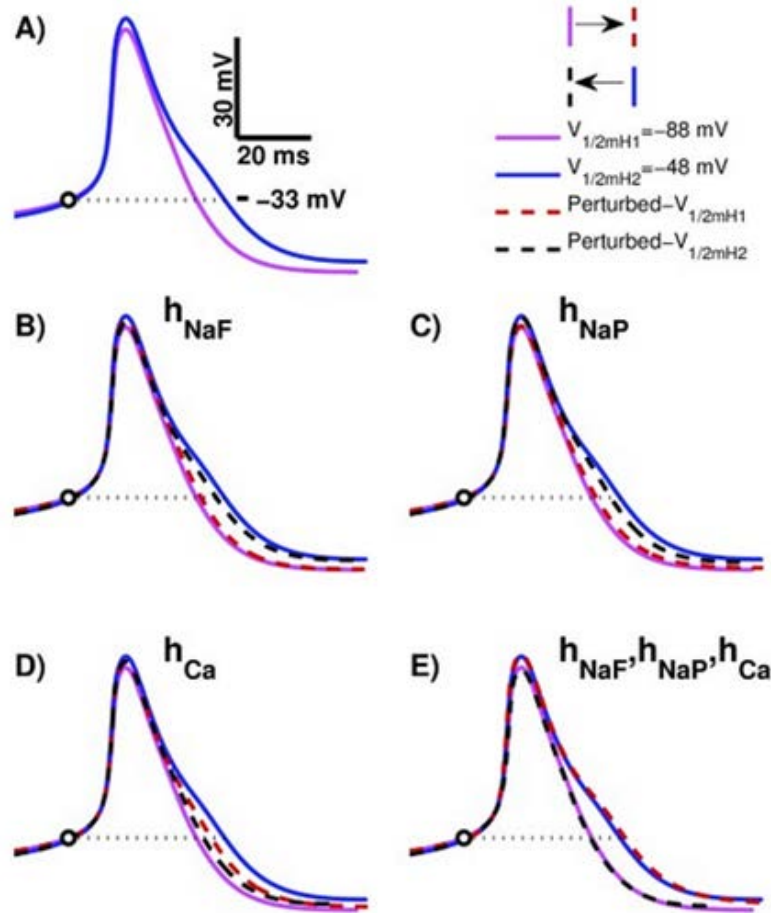 A)
30 mV
20 ms
−33 mV
V1/2mH1=−88 mV
V1/2mH2=−48 mV
Perturbed−V1/2mH1
Perturbed−V1/2mH2
B) hNaF
C) hNaP
D) hCa
E) hNaF,hNaP,hCa